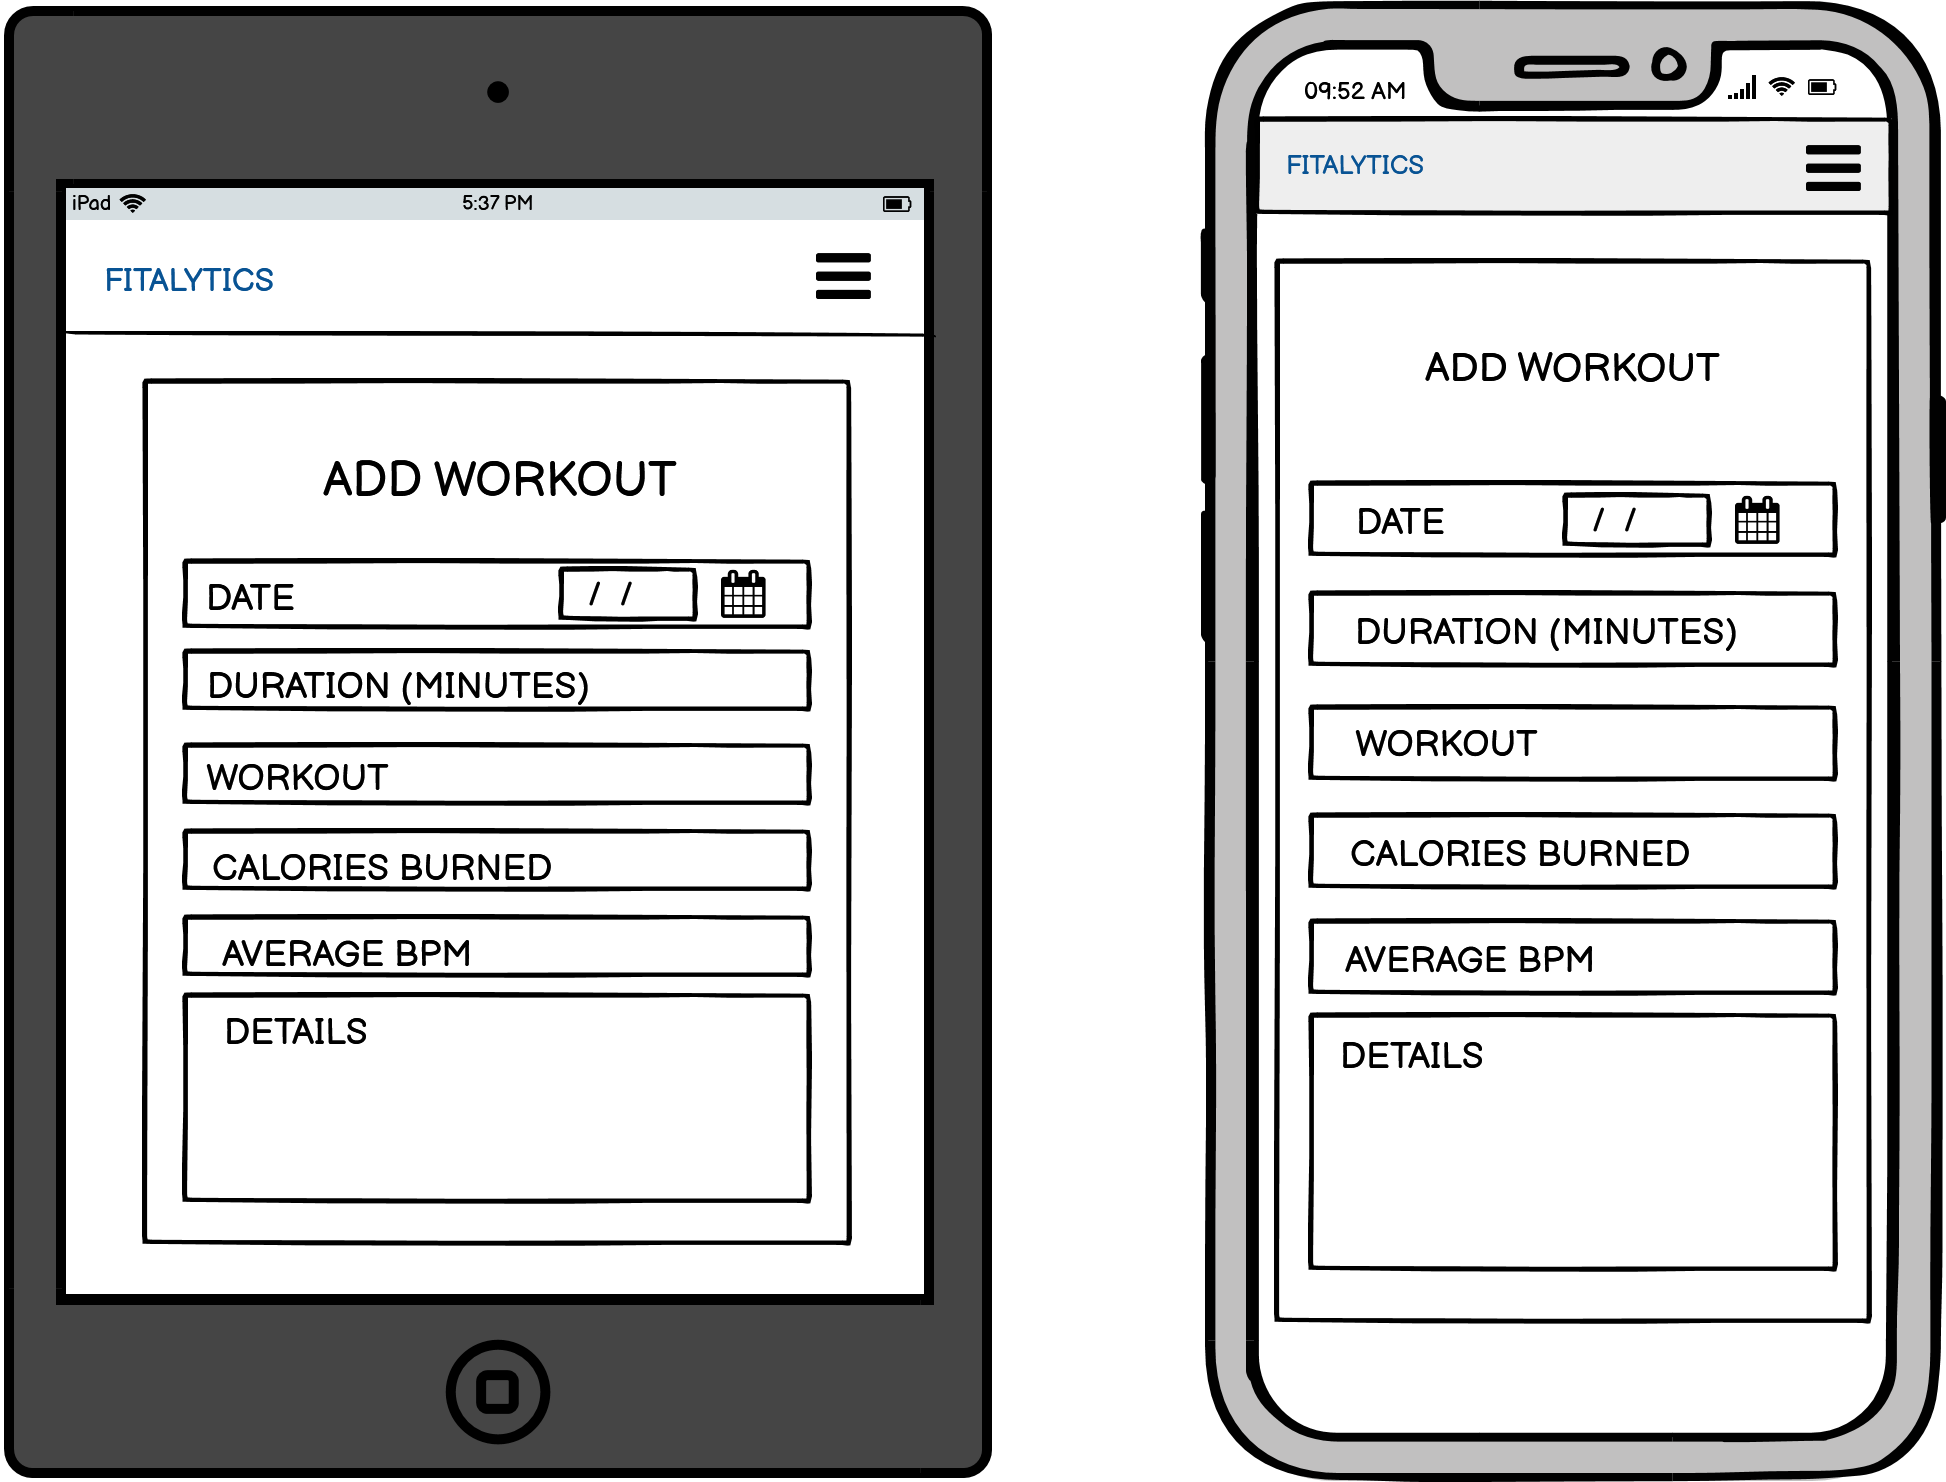 iPad 5:37 PM
FITALYTICS
ADD WORKOUT
DATE / /
DURATION (MINUTES)
WORKOUT
CALORIES BURNED
AVERAGE BPM
DETAILS
09:52 AM
FITALYTICS
ADD WORKOUT
DATE / /
DURATION (MINUTES)
WORKOUT
CALORIES BURNED
AVERAGE BPM
DETAILS